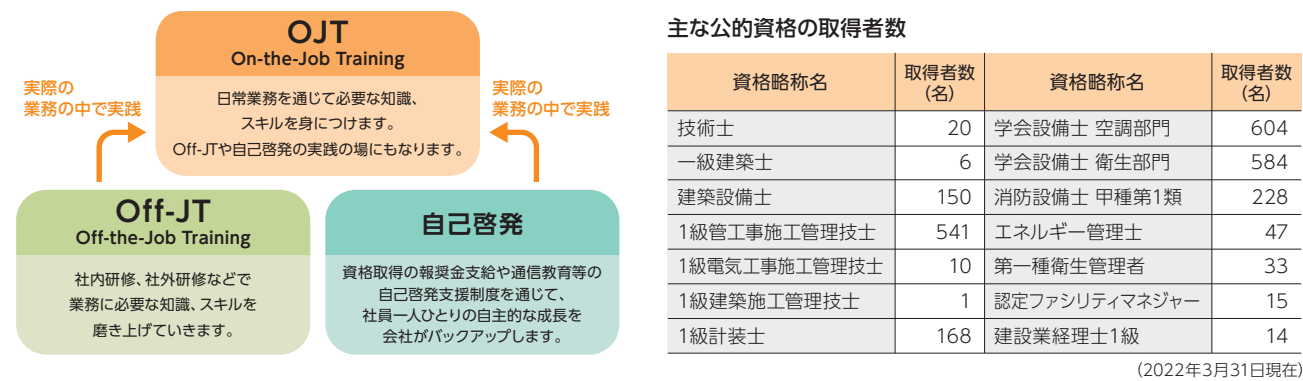 OJT
On-the-Job Training
日常業務を通じて必要な知識、
スキルを身につけます。
Off-JTや自己啓発の実践の場にもなります。
実際の
業務の中で実践
実際の
業務の中で実践
Off-JT
Off-the-Job Training
社内研修、社外研修などで
業務に必要な知識、スキルを
磨き上げていきます。
自己啓発
資格取得の報奨金支給や通信教育等の
自己啓発支援制度を通じて、
社員一人ひとりの自主的な成長を
会社がバックアップします。
主な公的資格の取得者数
資格略称名 取得者数(名) 資格略称名 取得者数(名)
技術士 20 学会設備士 空調部門 604
一級建築士 6 学会設備士 衛生部門 584
建築設備士 150 消防設備士 甲種第1類 228
1級管工事施工管理技士 541 エネルギー管理士 47
1級電気工事施工管理技士 10 第一種衛生管理者 33
1級建築施工管理技士 1 認定ファシリティマネジャー 15
1級計装士 168 建設業経理士1級 14
(2022年3月31日現在)